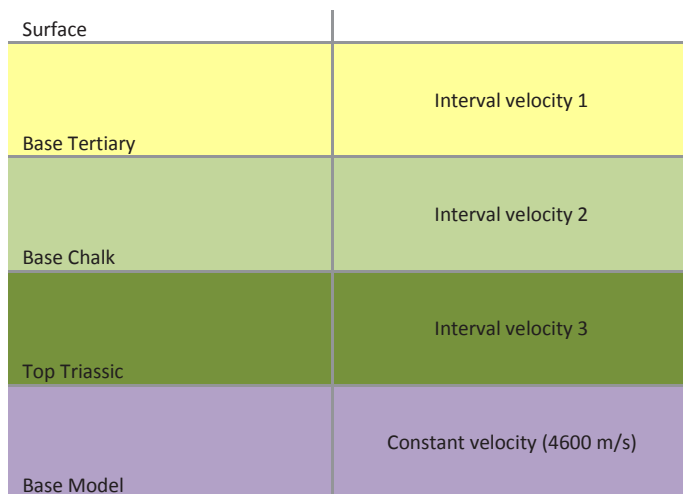 Surface
Interval velocity 1
Base Tertiary
Interval velocity 2
Base Chalk
Interval velocity 3
Top Triassic
Constant velocity (4600 m/s)
Base Model